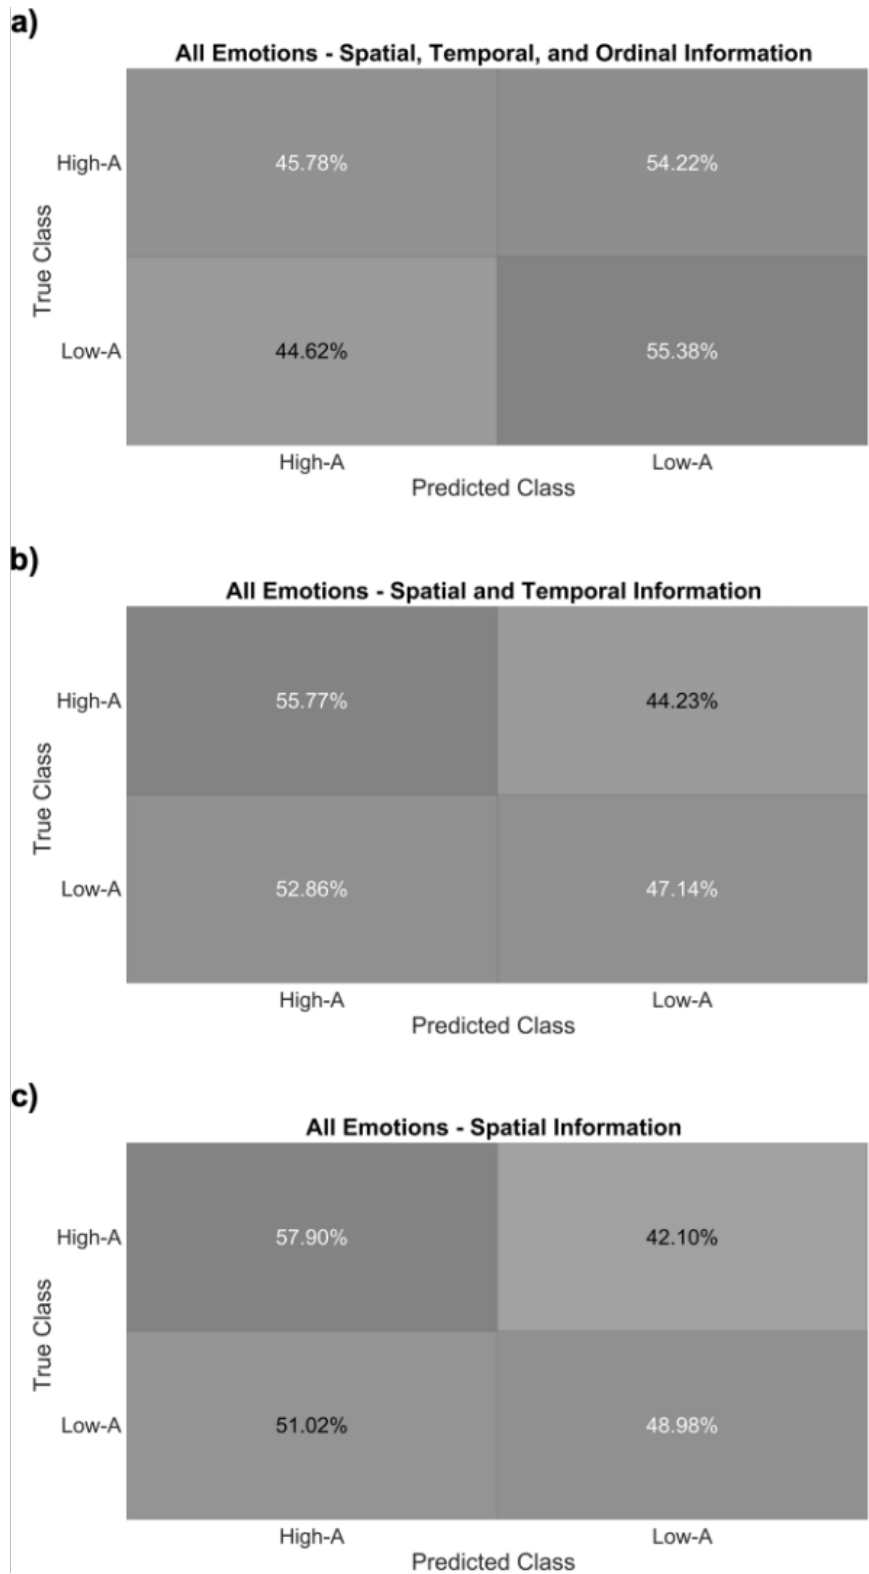 a)
All Emotions - Spatial, Temporal, and Ordinal Information
High-A
45.78%
54.22%
True Class
Low-A
44.62%
55.38%
High-A
Low-A
Predicted Class
b)
All Emotions - Spatial and Temporal Information
High-A
55.77%
44.23%
True Class
Low-A
52.86%
47.14%
High-A
Low-A
Predicted Class
c)
All Emotions - Spatial Information
High-A
57.90%
42.10%
True Class
Low-A
51.02%
48.98%
High-A
Low-A
Predicted Class